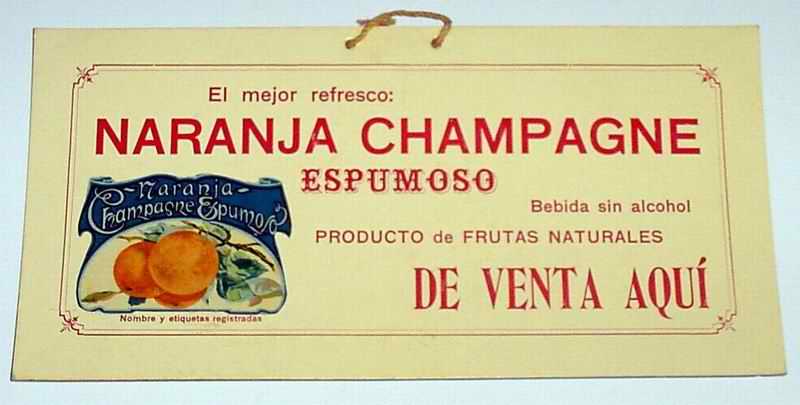 El mejor refresco:
NARANJA CHAMPAGNE
ESPUMOSO
Naranja
Champagne Espumoso
Bebida sin alcohol
PRODUCTO de FRUTAS NATURALES
DE VENTA AQUÍ
Nombre y etiquetas registradas